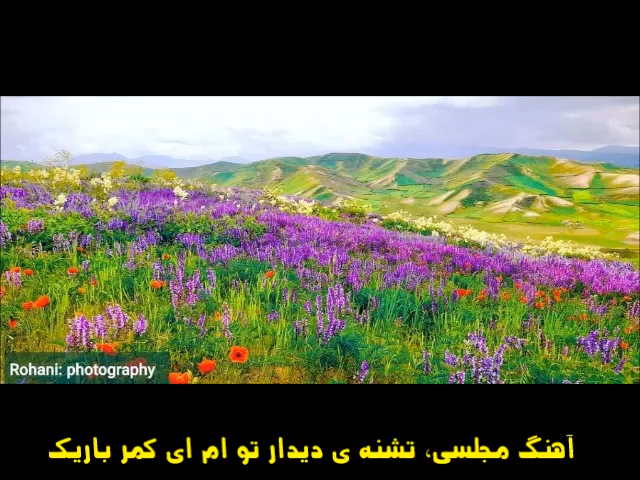 Rohani: photography
آهنگ مجلسی، تشنه ی دیدار تو ام ای کمر باریک